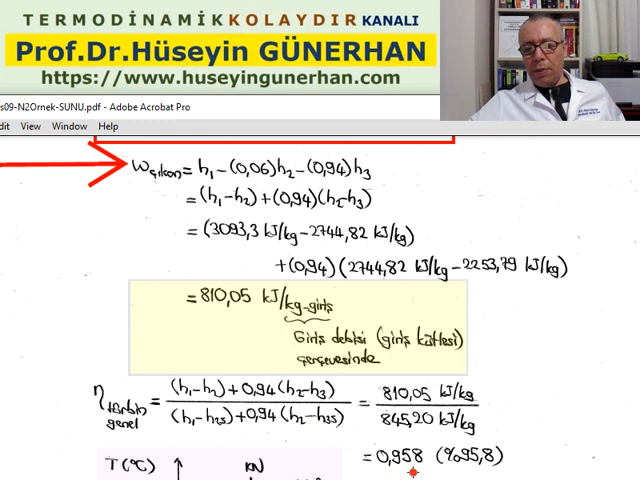 TERMODİNAMİKKOLAYDIR KANALI
Prof.Dr.Hüseyin GÜNERHAN
https://www.huseyingunerhan.com
s09-N2Ornek-SUNU.pdf - Adobe Acrobat Pro
dit View Window Help
wçıkan = h1 - (0,06)h2 - (0,94)h3
= (h1-h2) + (0,94)(h2-h3)
= (3093,3 kJ/kg - 2744,82 kJ/kg)
+ (0,94) (2744,82 kJ/kg - 2253,79 kJ/kg)
= 810,05 kJ/kg-giriş
Giriş debisi (giriş kütlesi)
çerçevesinde
ηtürbin genel = (h1-h2) + 0,94(h2-h3) / (h1-h2s) + 0,94(h2-h3s) = 810,05 kJ/kg / 845,20 kJ/kg
= 0,958 (%95,8)
T(°C) KN